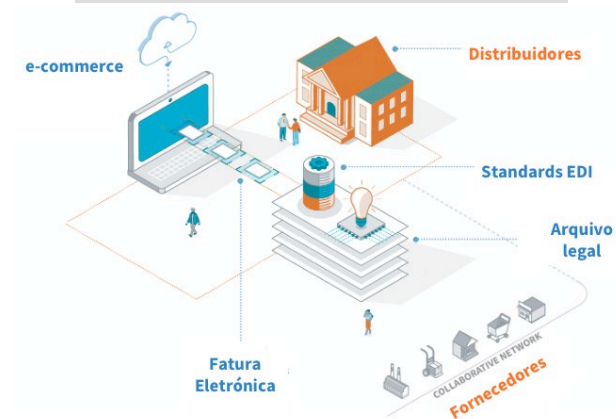 e-commerce
Distribuidores
Standards EDI
Arquivo
legal
Fatura
Eletrónica
COLLABORATIVE NETWORK
Fornecedores